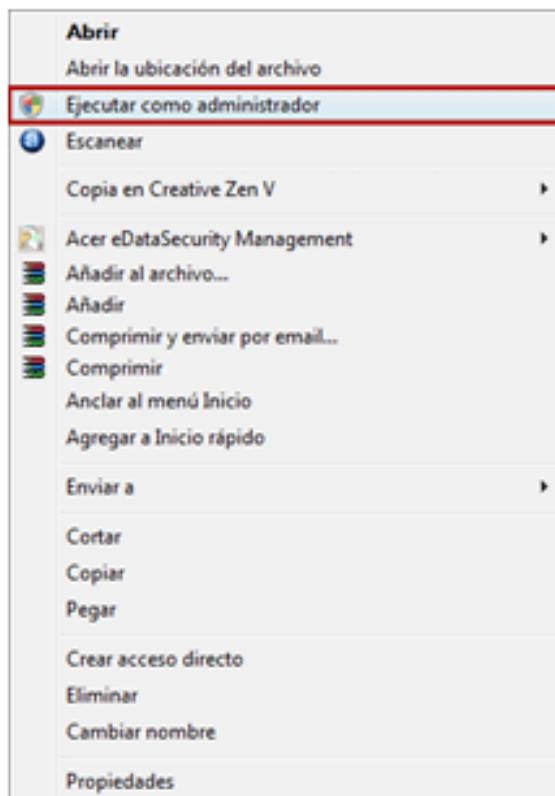 Abrir
Abrir la ubicación del archivo
Ejecutar como administrador
Escanear
Copia en Creative Zen V
Acer eDataSecurity Management
Añadir al archivo...
Añadir
Comprimir y enviar por email...
Comprimir
Anclar al menú Inicio
Agregar a Inicio rápido
Enviar a
Cortar
Copiar
Pegar
Crear acceso directo
Eliminar
Cambiar nombre
Propiedades